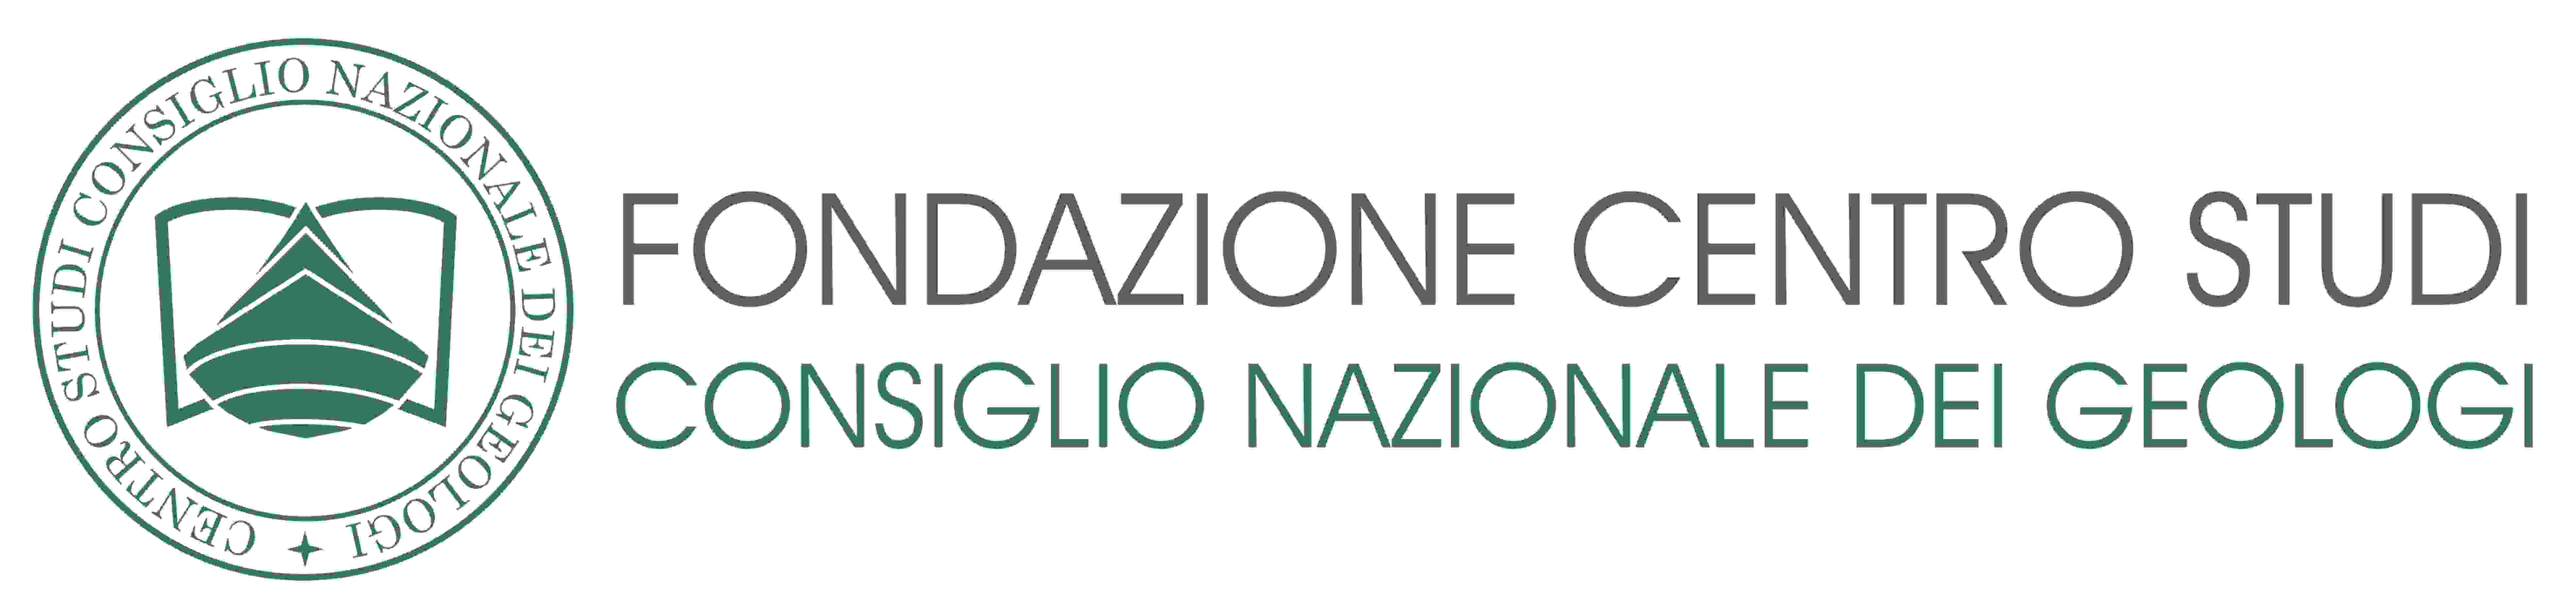 CENTRO STUDI CONSIGLIO NAZIONALE DEI GEOLOGI
FONDAZIONE CENTRO STUDI
CONSIGLIO NAZIONALE DEI GEOLOGI